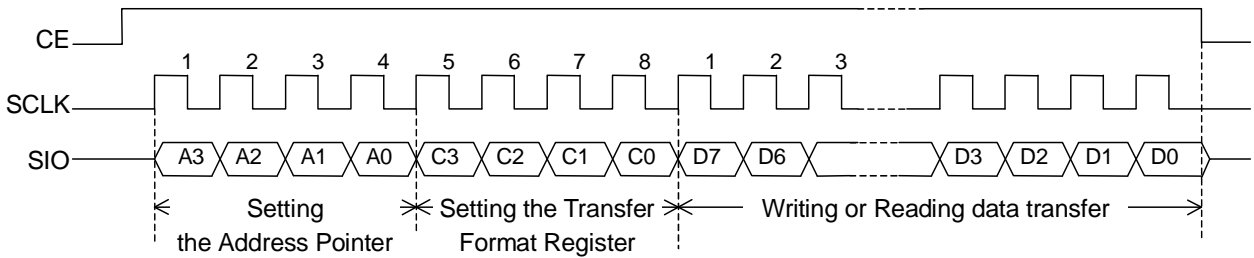 CE
1 2 3 4 5 6 7 8 1 2 3
SCLK
SIO A3 A2 A1 A0 C3 C2 C1 C0 D7 D6 D3 D2 D1 D0
Setting Setting the Transfer Writing or Reading data transfer
the Address Pointer Format Register